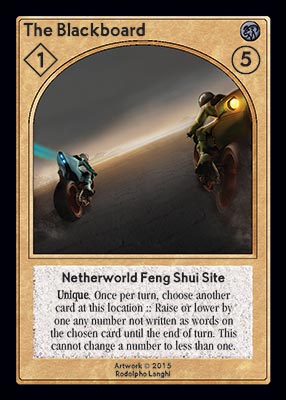 The Blackboard
1
5
Netherworld Feng Shui Site
Unique. Once per turn, choose another
card at this location :: Raise or lower by
one any number not written as words on
the chosen card until the end of turn. This
cannot change a number to less than one.
Artwork © 2015
Rodolpho Langhi